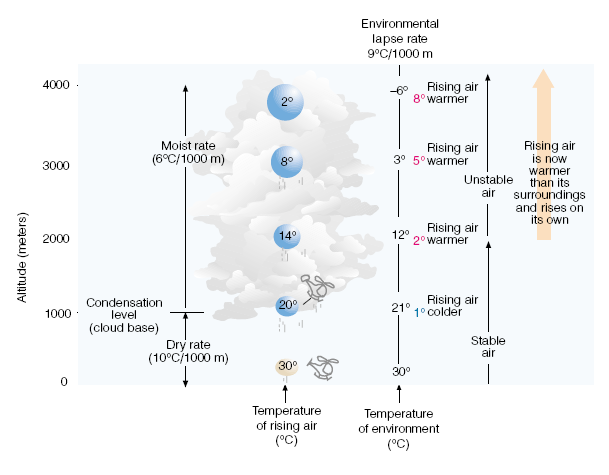 Environmental
lapse rate
9°C/1000 m
4000
3000
2000
1000
0
Altitude (meters)
Moist rate
(6°C/1000 m)
Condensation
level
(cloud base)
Dry rate
(10°C/1000 m)
2°
8°
14°
20°
30°
Temperature
of rising air
(°C)
–6°
8°
Rising air
warmer
3°
5°
Rising air
warmer
12°
2°
Rising air
warmer
21°
1°
Rising air
colder
30°
Temperature
of environment
(°C)
Unstable
air
Stable
air
Rising air
is now
warmer
than its
surroundings
and rises on
its own